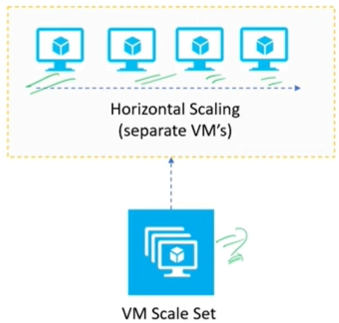 Horizontal Scaling
(separate VM's)
VM Scale Set